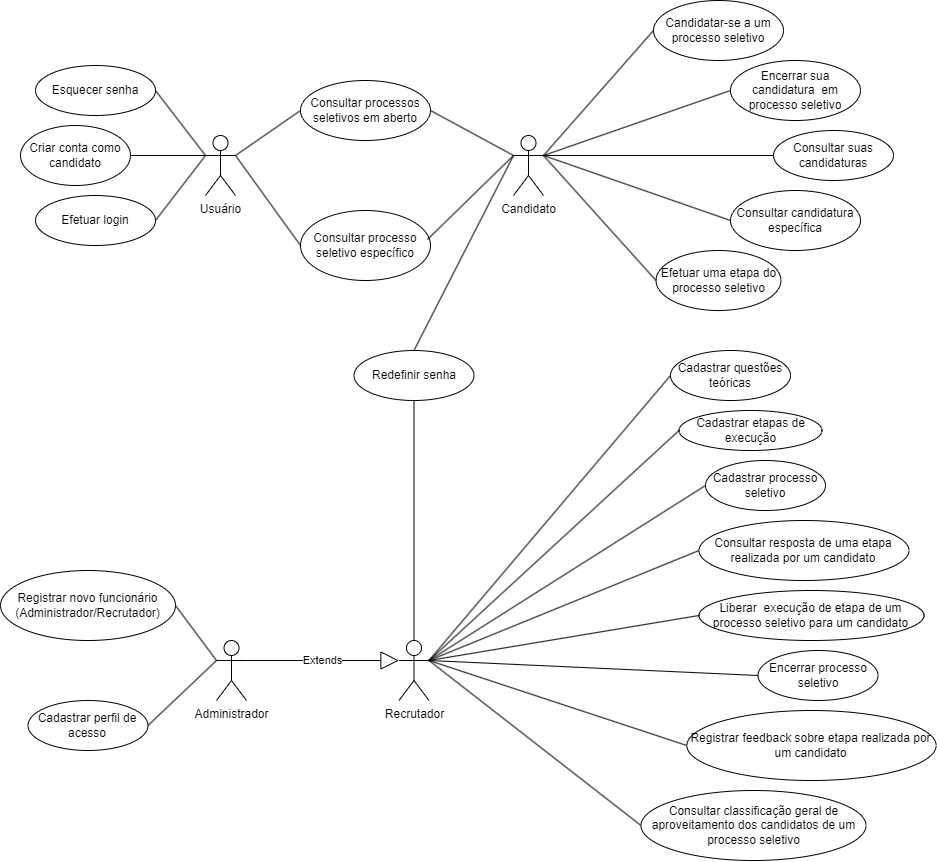 Candidatar-se a um
processo seletivo
Esquecer senha
Consultar processos
seletivos em aberto
Encerrar sua
candidatura em
processo seletivo
Criar conta como
candidato
Consultar suas
candidaturas
Usuário
Candidato
Efetuar login
Consultar processo
seletivo específico
Consultar candidatura
específica
Efetuar uma etapa do
processo seletivo
Redefinir senha
Cadastrar questões
teóricas
Cadastrar etapas de
execução
Cadastrar processo
seletivo
Consultar resposta de uma etapa
realizada por um candidato
Registrar novo funcionário
(Administrador/Recrutador)
Liberar execução de etapa de um
processo seletivo para um candidato
Extends
Encerrar processo
seletivo
Administrador
Recrutador
Cadastrar perfil de
acesso
Registrar feedback sobre etapa realizada por
um candidato
Consultar classificação geral de
aproveitamento dos candidatos de um
processo seletivo